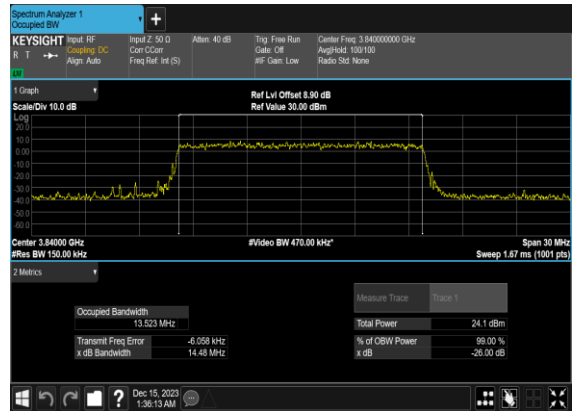 Spectrum Analyzer 1
Occupied BW
+
KEYSIGHT Input: RF Input Z: 50 Ω Atten: 40 dB Trig: Free Run Center Freq: 3.840000000 GHz
R T Coupling: DC Corr CCorr Gate: Off Avg|Hold: 100/100
Align: Auto Freq Ref: Int (S) #IF Gain: Low Radio Std: None
1 Graph
Ref Lvl Offset 8.90 dB
Scale/Div 10.0 dB Ref Value 30.00 dBm
Log
20.0
10.0
0.00
-10.0
-20.0
-30.0
-40.0
-50.0
-60.0
Center 3.84000 GHz #Video BW 470.00 kHz* Span 30 MHz
#Res BW 150.00 kHz Sweep 1.67 ms (1001 pts)
2 Metrics
Measure Trace Trace 1
Occupied Bandwidth
13.523 MHz Total Power 24.1 dBm
Transmit Freq Error -6.058 kHz % of OBW Power 99.00 %
x dB Bandwidth 14.48 MHz x dB -26.00 dB
? Dec 15, 2023
1:36:13 AM